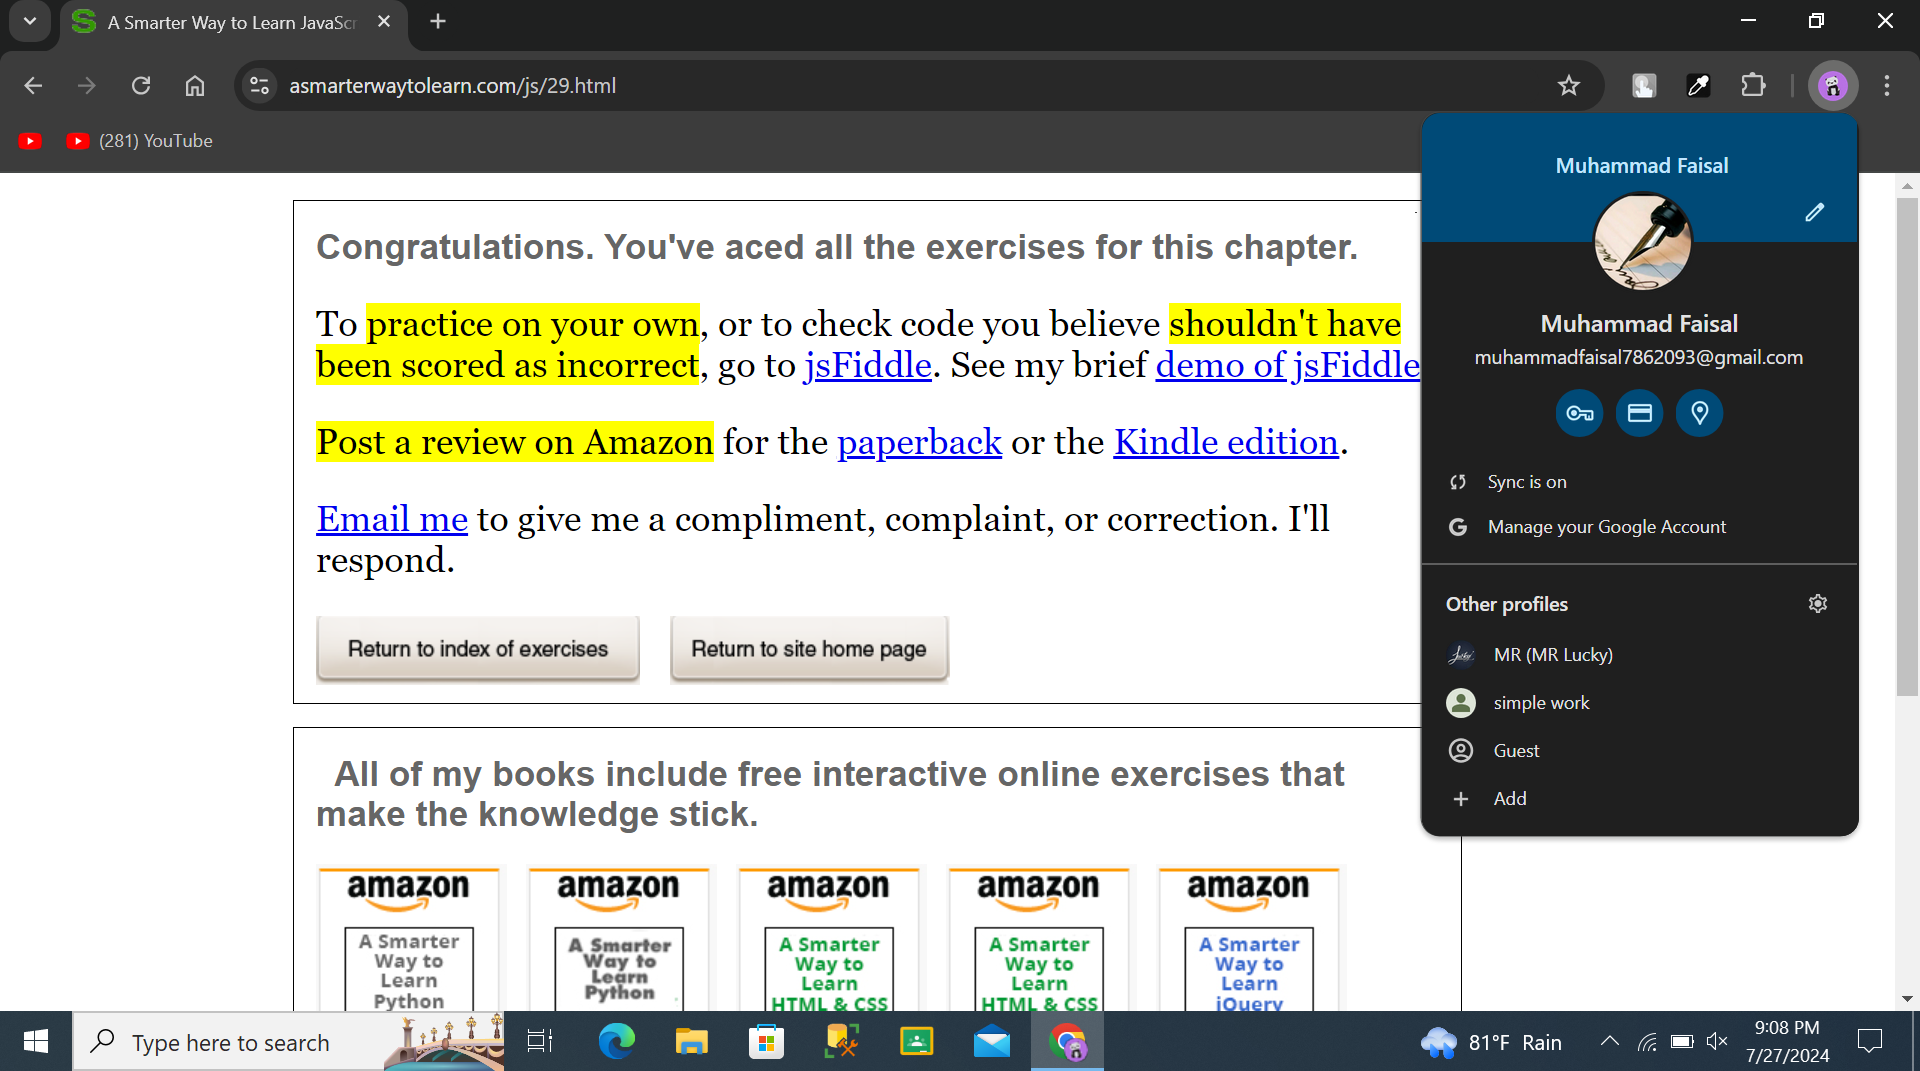 A Smarter Way to Learn JavaScr
asmarterwaytolearn.com/js/29.html
(281) YouTube
Muhammad Faisal
Muhammad Faisal
muhammadfaisal7862093@gmail.com
Sync is on
Manage your Google Account
Other profiles
MR (MR Lucky)
simple work
Guest
Add
Congratulations. You've aced all the exercises for this chapter.
To practice on your own, or to check code you believe shouldn't have
been scored as incorrect, go to jsFiddle. See my brief demo of jsFiddle
Post a review on Amazon for the paperback or the Kindle edition.
Email me to give me a compliment, complaint, or correction. I'll
respond.
Return to index of exercises
Return to site home page
All of my books include free interactive online exercises that
make the knowledge stick.
amazon
A Smarter
Way to
Learn
Python
amazon
A Smarter
Way to
Learn
Python
amazon
A Smarter
Way to
Learn
HTML & CSS
amazon
A Smarter
Way to
Learn
HTML & CSS
amazon
A Smarter
Way to
Learn
jQuery
Type here to search
81°F Rain
9:08 PM
7/27/2024